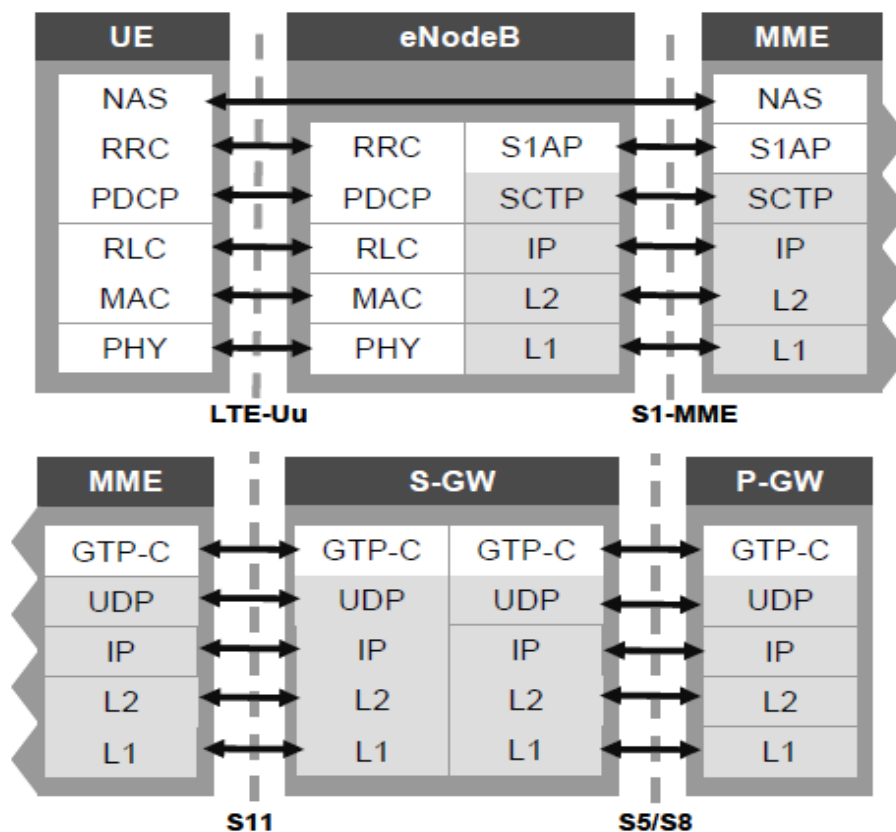 UE eNodeB MME
NAS NAS
RRC RRC S1AP S1AP
PDCP PDCP SCTP SCTP
RLC RLC IP IP
MAC MAC L2 L2
PHY PHY L1 L1
LTE-Uu S1-MME
MME S-GW P-GW
GTP-C GTP-C GTP-C GTP-C
UDP UDP UDP UDP
IP IP IP IP
L2 L2 L2 L2
L1 L1 L1 L1
S11 S5/S8